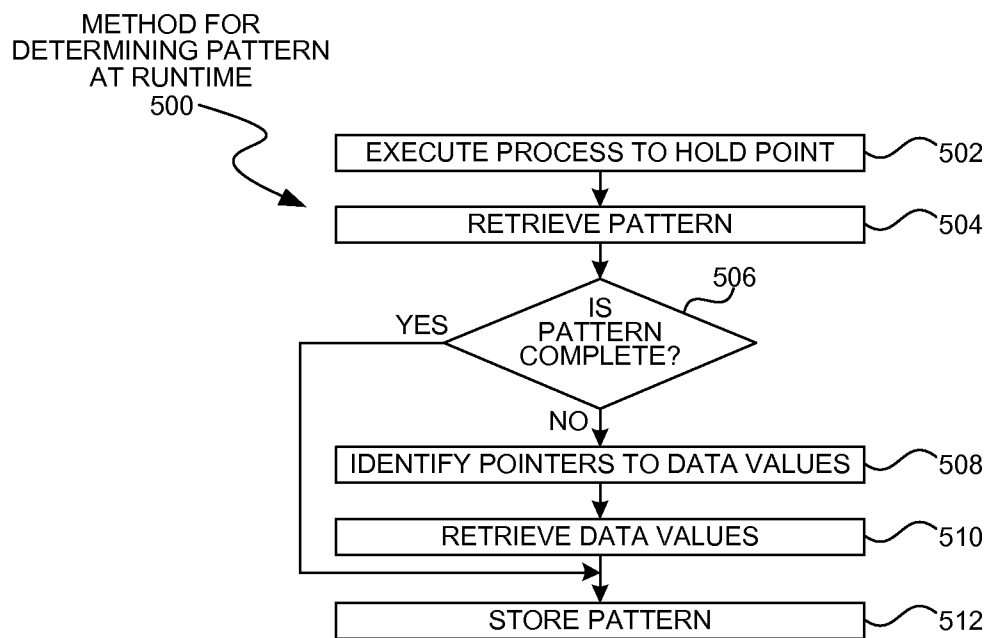 METHOD FOR
DETERMINING PATTERN
AT RUNTIME
500
EXECUTE PROCESS TO HOLD POINT
502
RETRIEVE PATTERN
504
506
IS
PATTERN
COMPLETE?
YES
NO
IDENTIFY POINTERS TO DATA VALUES
508
RETRIEVE DATA VALUES
510
STORE PATTERN
512